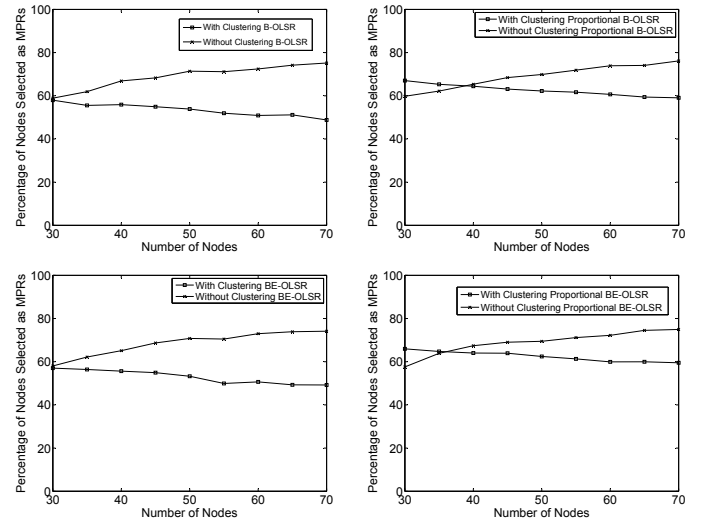 100
80
60
40
20
0
30
40
50
60
70
Number of Nodes
Percentage of Nodes Selected as MPRs
With Clustering B-OLSR
Without Clustering B-OLSR
100
80
60
40
20
0
30
40
50
60
70
Number of Nodes
Percentage of Nodes Selected as MPRs
With Clustering Proportional B-OLSR
Without Clustering Proportional B-OLSR
100
80
60
40
20
0
30
40
50
60
70
Number of Nodes
Percentage of Nodes Selected as MPRs
With Clustering BE-OLSR
Without Clustering BE-OLSR
100
80
60
40
20
0
30
40
50
60
70
Number of Nodes
Percentage of Nodes Selected as MPRs
With Clustering Proportional BE-OLSR
Without Clustering Proportional BE-OLSR